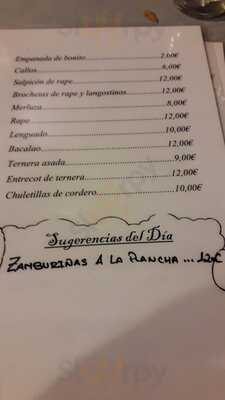 Empanada de bonito..................2,60€
Callos..................6,00€
Salpicón de rape..................12,00€
Brochetas de rape y langostinos..................12,00€
Merluza..................8,00€
Rape..................12,00€
Lenguado..................10,00€
Bacalao..................12,00€
Ternera asada..................9,00€
Entrecot de ternera..................12,00€
Chuletillas de cordero..................10,00€
Sugerencias del Día
ZAMBURIÑAS A LA PLANCHA ... 12€